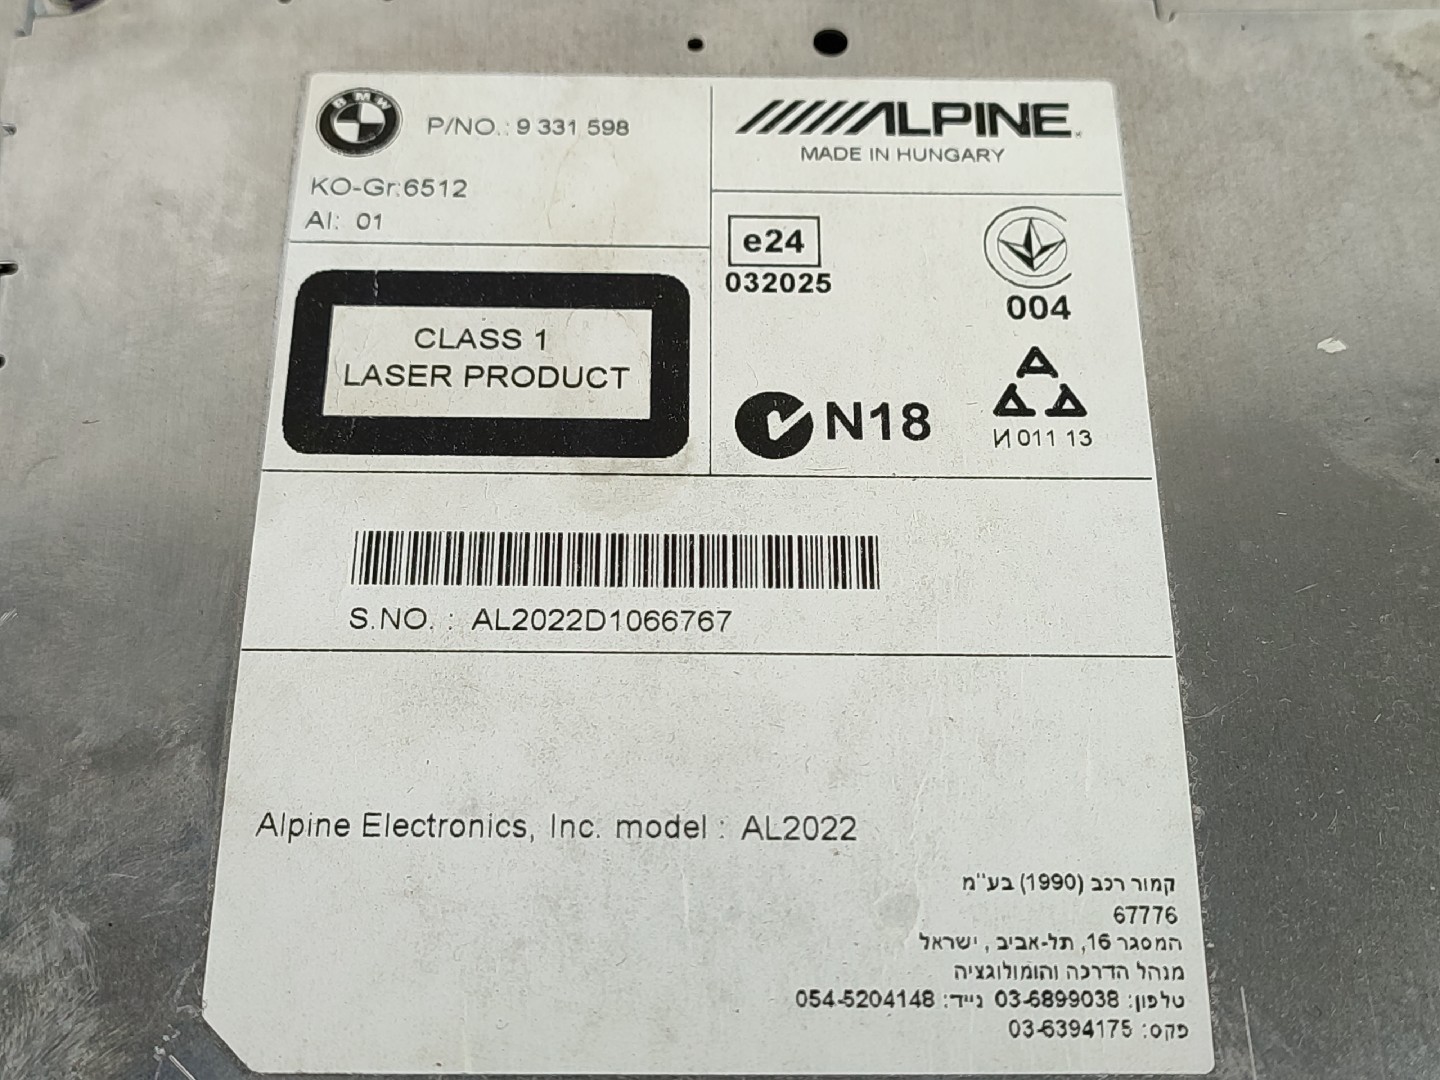 BMW
P/NO.: 9 331 598
KO-Gr:6512
AI: 01
ALPINE
MADE IN HUNGARY
e24
032025
004
CLASS 1
LASER PRODUCT
N18
И 011 13
S.NO. : AL2022D1066767
Alpine Electronics, Inc. model : AL2022
קמור רכב (1990) בע''מ
67776
המסגר 16, תל-אביב, ישראל
מנהל הדרכה והומולוגציה
טלפון: 03-6899038 נייד: 054-5204148
פקס: 03-6394175